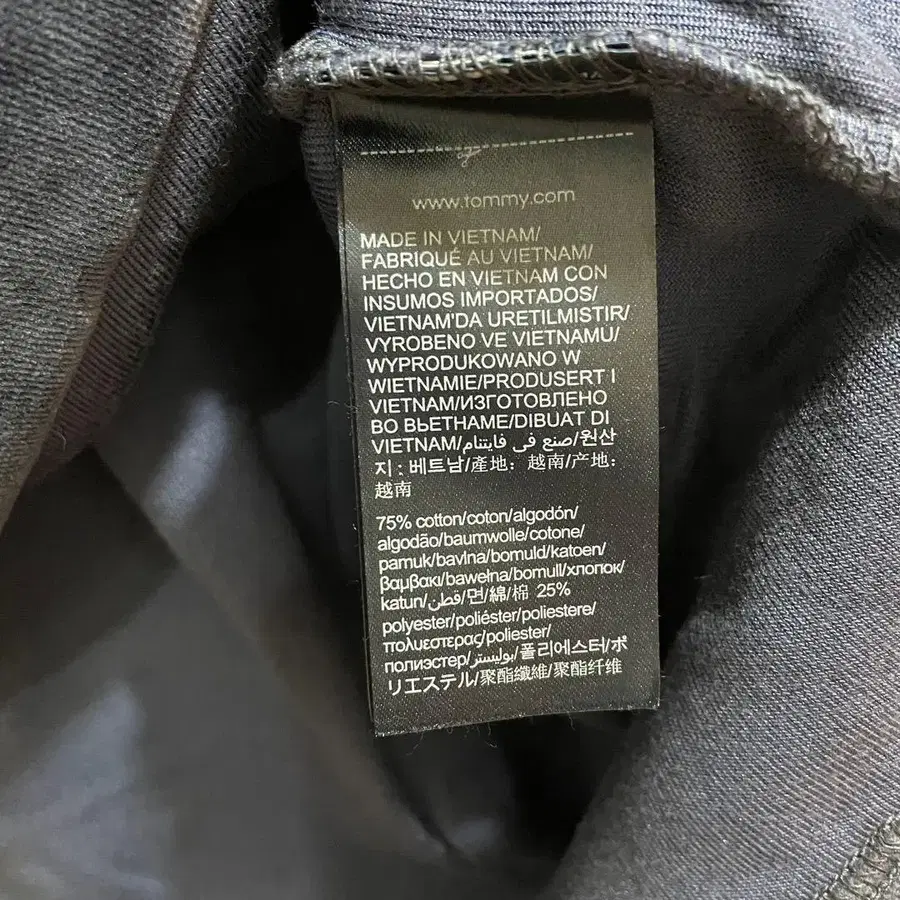 www.tommy.com
MADE IN VIETNAM/
FABRIQUÉ AU VIETNAM/
HECHO EN VIETNAM CON
INSUMOS IMPORTADOS/
VIETNAM'DA URETILMISTIR/
VYROBENO VE VIETNAMU/
WYPRODUKOWANO W
WIETNAMIE/PRODUSERT I
VIETNAM/ИЗГОТОВЛЕНО
ВО ВЬЕТНАМЕ/DIBUAT DI
VIETNAM/صنع في فايتنام/원산
지 : 베트남/產地：越南/产地：
越南
75% cotton/coton/algodón/
algodão/baumwolle/cotone/
pamuk/bavlna/bomuld/katoen/
βαμβακι/bawełna/bomull/хлопок/
katun/قطن/면/綿/棉 25%
polyester/poliéster/poliestere/
πολυεστερας/poliester/
полиэстер/بوليستر/폴리에스터/ポ
リエステル/聚酯纖維/聚酯纤维